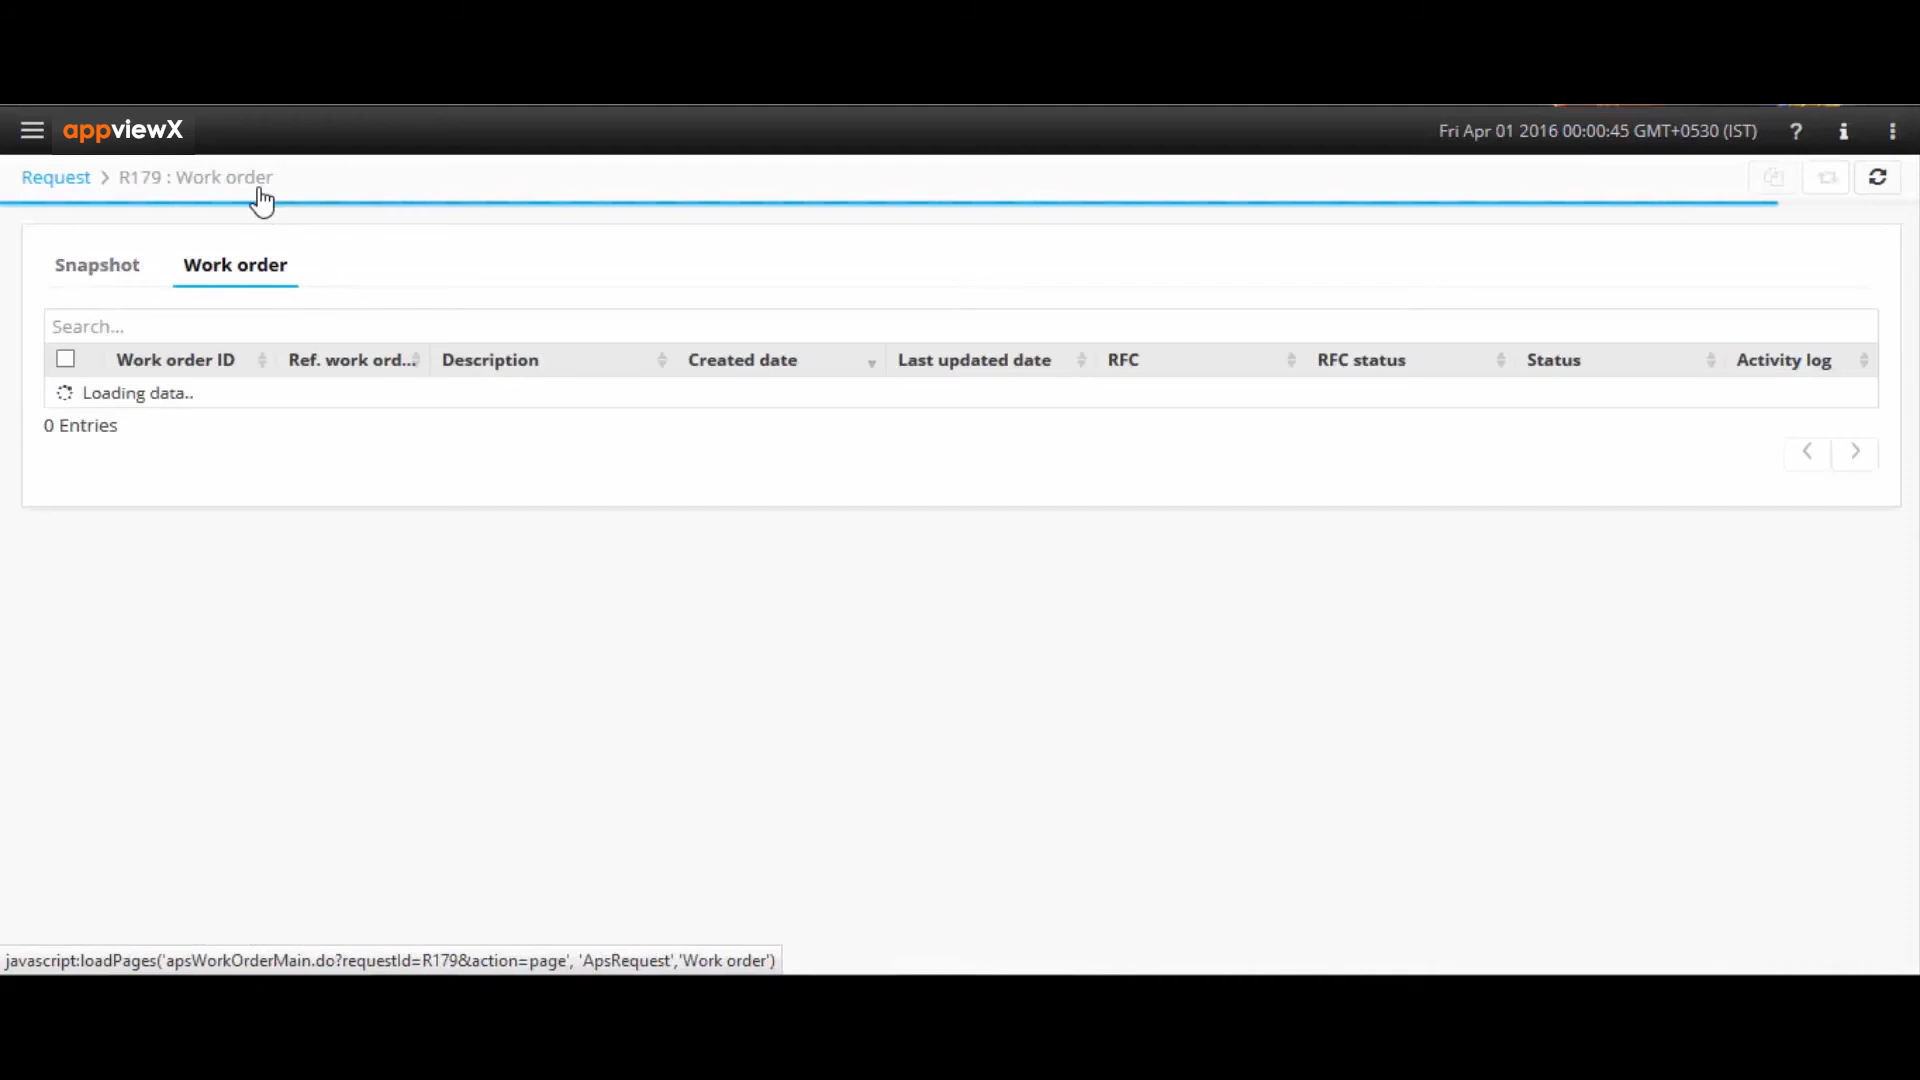 appviewX
Fri Apr 01 2016 00:00:45 GMT+0530 (IST)
Request > R179 : Work order
Snapshot
Work order
Search...
Work order ID
Ref. work ord...
Description
Created date
Last updated date
RFC
RFC status
Status
Activity log
Loading data..
0 Entries
javascript:loadPages('apsWorkOrderMain.do?requestId=R179&action=page', 'ApsRequest','Work order')